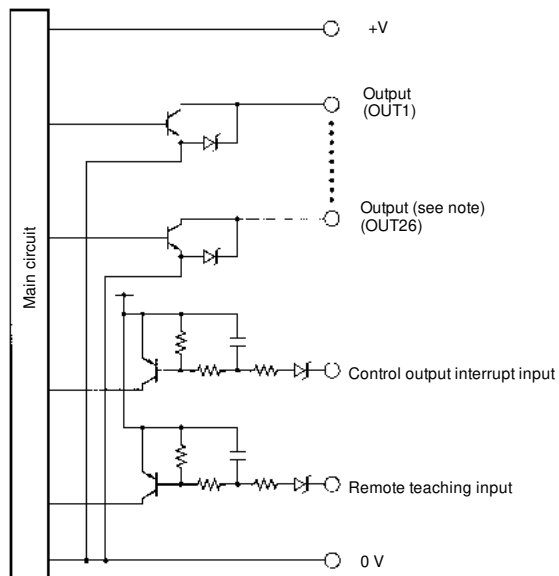 +V
Output
(OUT1)
Output (see note)
(OUT26)
Main circuit
Control output interrupt input
Remote teaching input
0 V